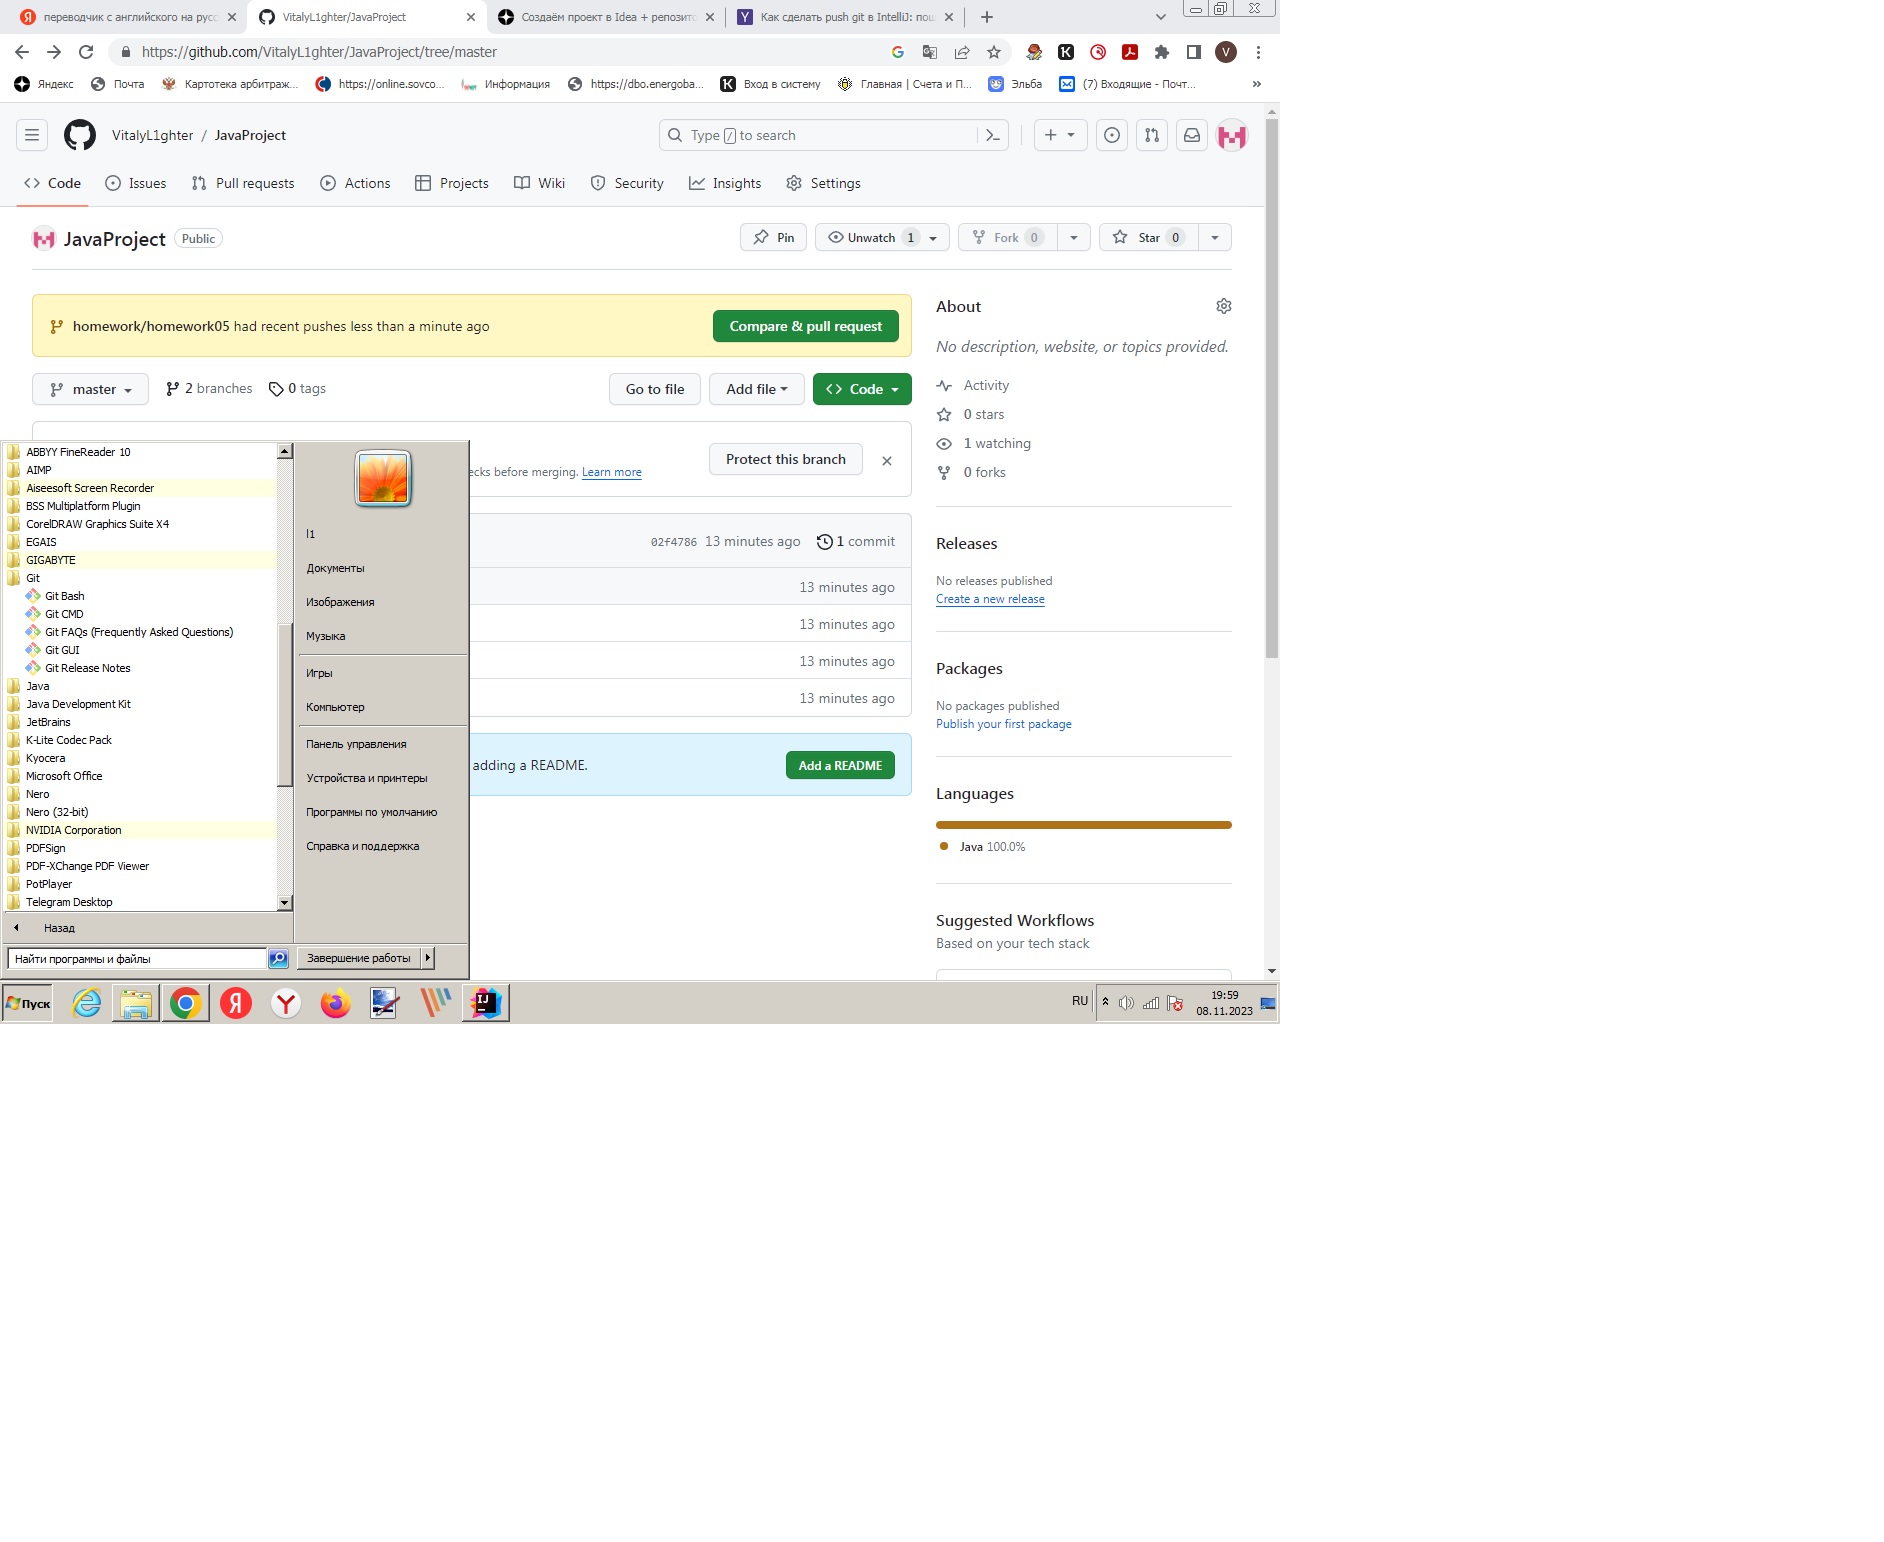 переводчик с английского на русс
VitalyL1ghter/JavaProject
Создаём проект в Idea + репозито
Как сделать push git в IntelliJ: пош
https://github.com/VitalyL1ghter/JavaProject/tree/master
V
Яндекс
Почта
Картотека арбитраж...
https://online.sovco...
Информация
https://dbo.energoba...
Вход в систему
Главная | Счета и П...
Эльба
(7) Входящие - Почт...
»
VitalyL1ghter / JavaProject
Type / to search
Code
Issues
Pull requests
Actions
Projects
Wiki
Security
Insights
Settings
JavaProject
Public
Pin
Unwatch 1
Fork 0
Star 0
homework/homework05 had recent pushes less than a minute ago
Compare & pull request
master
2 branches
0 tags
Go to file
Add file
Code
ecks before merging. Learn more
Protect this branch
02f4786 13 minutes ago
1 commit
13 minutes ago
13 minutes ago
13 minutes ago
13 minutes ago
adding a README.
Add a README
About
No description, website, or topics provided.
Activity
0 stars
1 watching
0 forks
Releases
No releases published
Create a new release
Packages
No packages published
Publish your first package
Languages
Java 100.0%
Suggested Workflows
Based on your tech stack
ABBYY FineReader 10
AIMP
Aiseesoft Screen Recorder
BSS Multiplatform Plugin
CorelDRAW Graphics Suite X4
EGAIS
GIGABYTE
Git
Git Bash
Git CMD
Git FAQs (Frequently Asked Questions)
Git GUI
Git Release Notes
Java
Java Development Kit
JetBrains
K-Lite Codec Pack
Kyocera
Microsoft Office
Nero
Nero (32-bit)
NVIDIA Corporation
PDFSign
PDF-XChange PDF Viewer
PotPlayer
Telegram Desktop
Назад
Найти программы и файлы
l1
Документы
Изображения
Музыка
Игры
Компьютер
Панель управления
Устройства и принтеры
Программы по умолчанию
Справка и поддержка
Завершение работы
Пуск
RU
19:59
08.11.2023